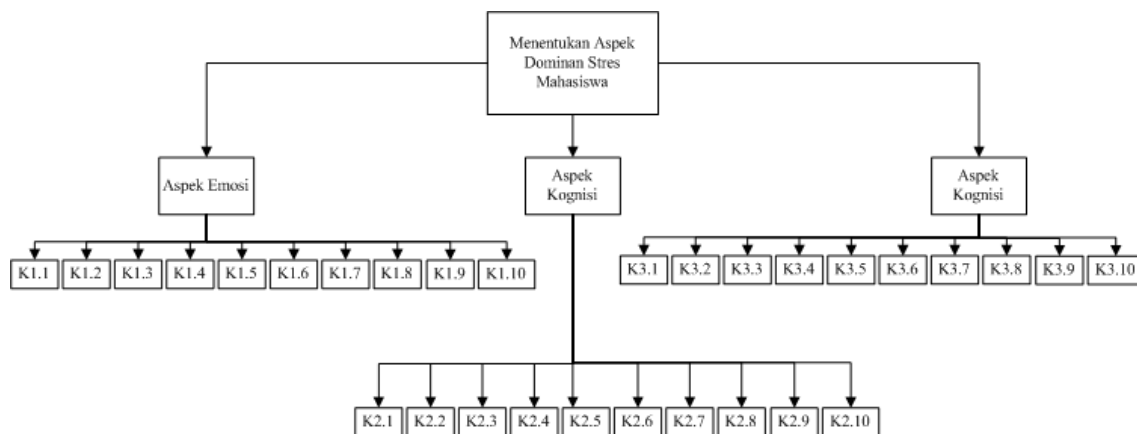 Menentukan Aspek
Dominan Stres
Mahasiswa
Aspek Emosi
Aspek
Kognisi
Aspek
Kognisi
K1.1 K1.2 K1.3 K1.4 K1.5 K1.6 K1.7 K1.8 K1.9 K1.10
K3.1 K3.2 K3.3 K3.4 K3.5 K3.6 K3.7 K3.8 K3.9 K3.10
K2.1 K2.2 K2.3 K2.4 K2.5 K2.6 K2.7 K2.8 K2.9 K2.10